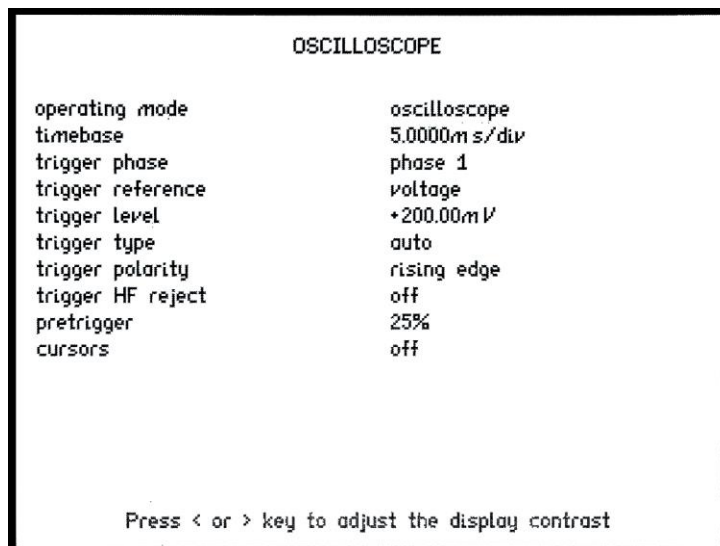 OSCILLOSCOPE
operating mode oscilloscope
timebase 5.0000m s/div
trigger phase phase 1
trigger reference voltage
trigger level +200.00m V
trigger type auto
trigger polarity rising edge
trigger HF reject off
pretrigger 25%
cursors off
Press < or > key to adjust the display contrast